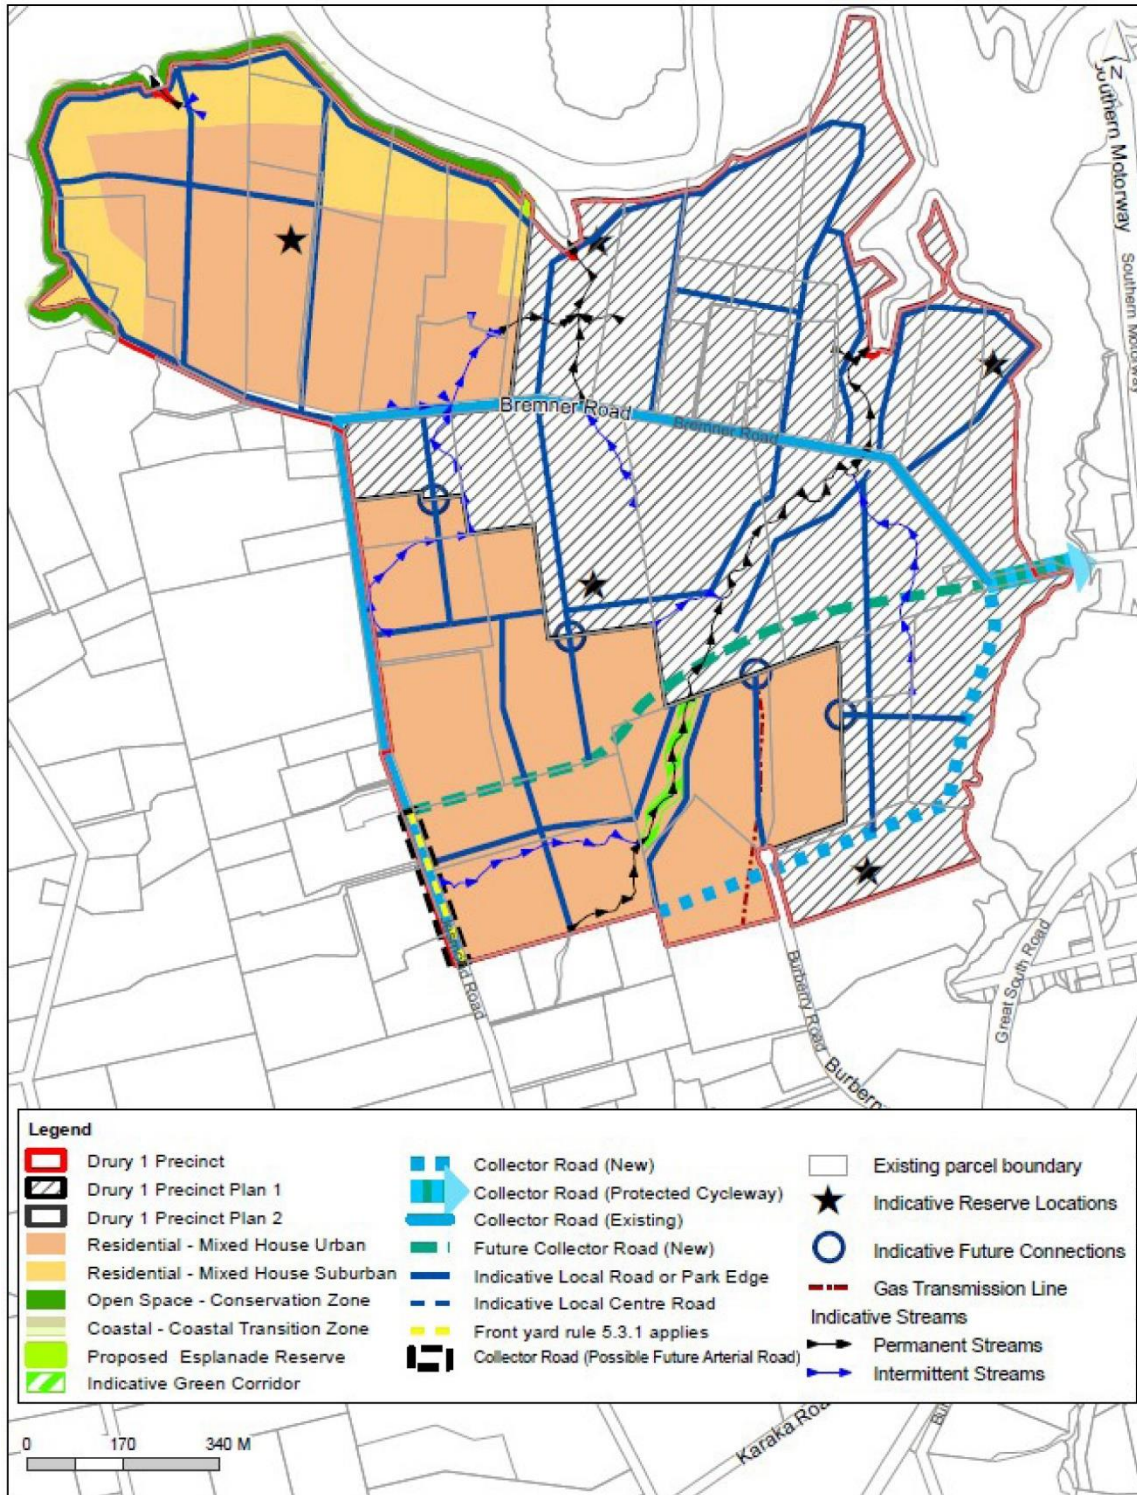 N
Southern Motorway
Southern Motorway
Bremner Road
Bremner Road
Road
Burberry Road
Great South Road
Legend
Drury 1 Precinct
Drury 1 Precinct Plan 1
Drury 1 Precinct Plan 2
Residential - Mixed House Urban
Residential - Mixed House Suburban
Open Space - Conservation Zone
Coastal - Coastal Transition Zone
Proposed Esplanade Reserve
Indicative Green Corridor
Collector Road (New)
Collector Road (Protected Cycleway)
Collector Road (Existing)
Future Collector Road (New)
Indicative Local Road or Park Edge
Indicative Local Centre Road
Front yard rule 5.3.1 applies
Collector Road (Possible Future Arterial Road)
Existing parcel boundary
Indicative Reserve Locations
Indicative Future Connections
Gas Transmission Line
Indicative Streams
Permanent Streams
Intermittent Streams
0 170 340 M
Karaka